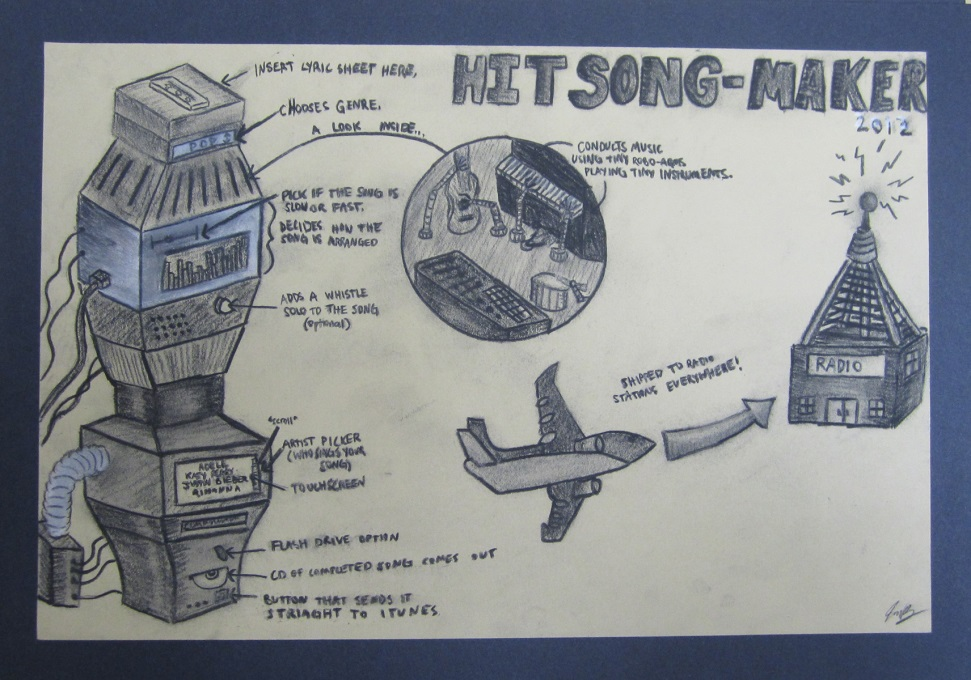 HIT SONG-MAKER
2012
INSERT LYRIC SHEET HERE,
CHOOSES GENRE,
POP
A LOOK INSIDE...
CONDUCTS MUSIC
USING TINY ROBO-ARMS
PLAYING TINY INSTRUMENTS.
PICK IF THE SONG IS
SLOW OR FAST.
DECIDES HOW THE
SONG IS ARRANGED
ADDS A WHISTLE
SOLO TO THE SONG
(OPTIONAL)
SHIPPED TO RADIO
STATIONS EVERYWHERE!
RADIO
"SCROLL"
ARTIST PICKER
(WHO SINGS YOUR
SONG)
ADELE
KATY PERRY
JUSTIN BIEBER
RIHANNA
TOUCHSCREEN
FLASH DRIVE OPTION
CD OF COMPLETED SONG COMES OUT
BUTTON THAT SENDS IT
STRIAGHT TO ITUNES